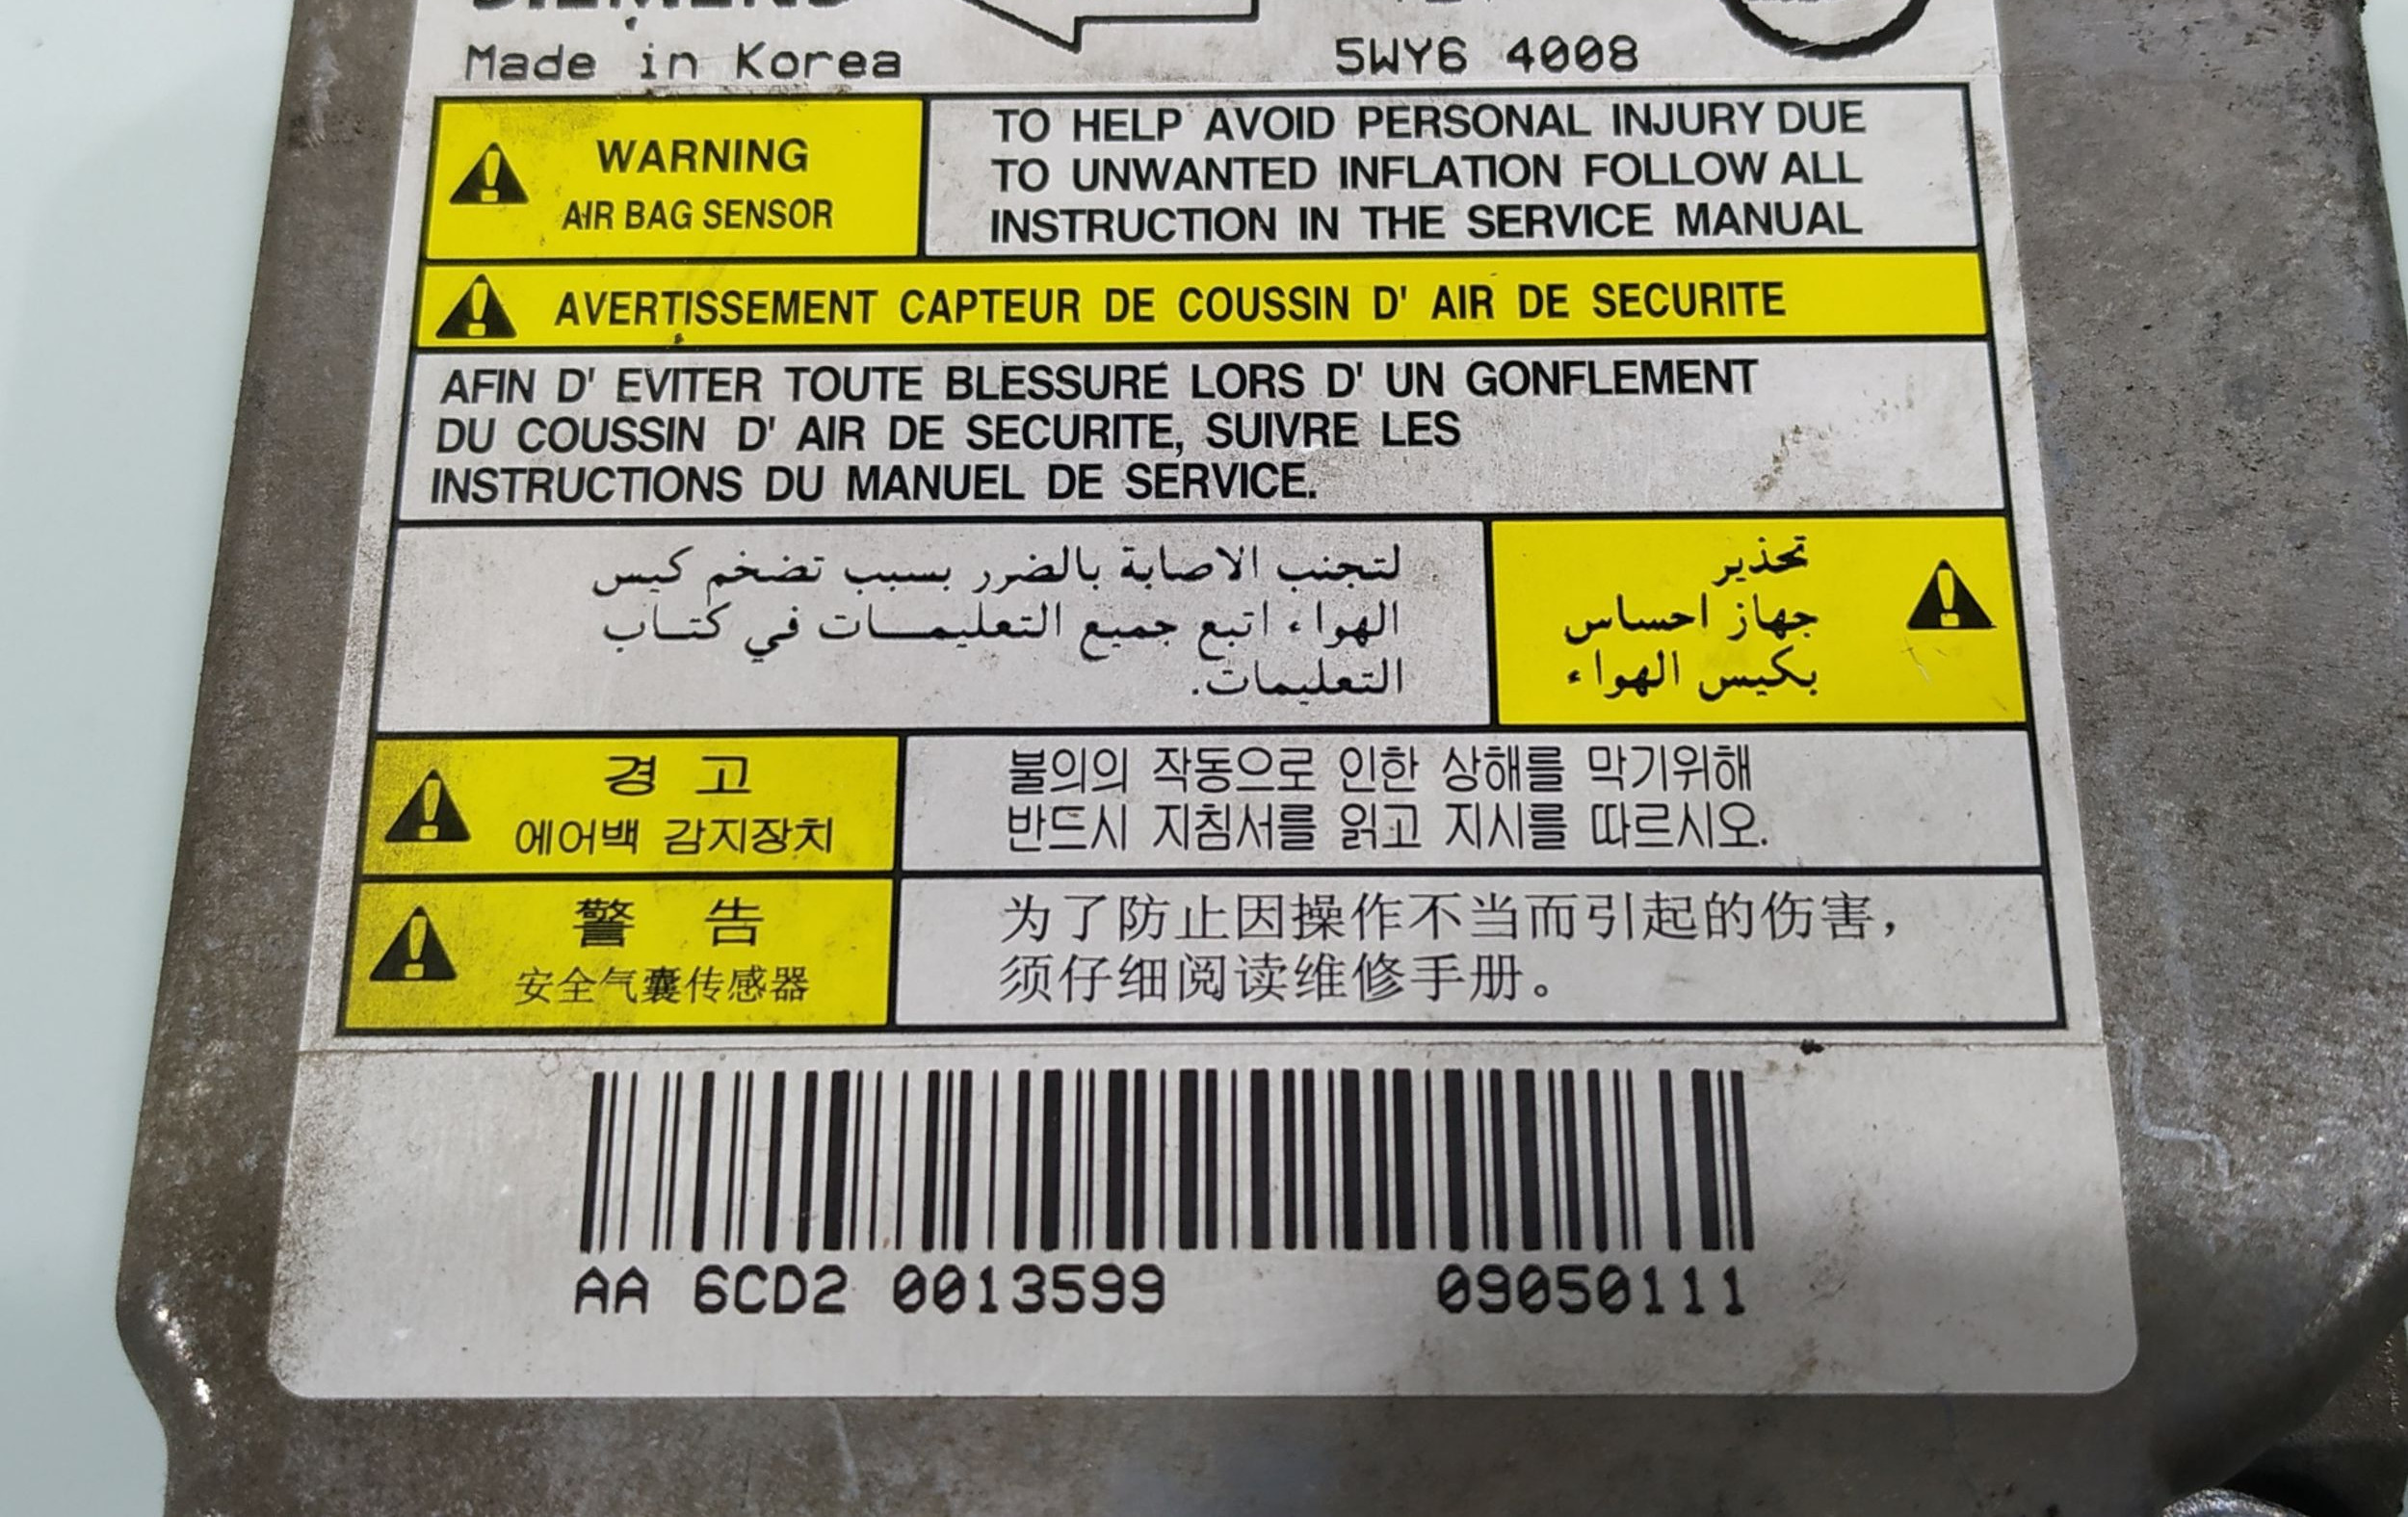 SIEMENS
Made in Korea
5WY6 4008
WARNING
AIR BAG SENSOR
TO HELP AVOID PERSONAL INJURY DUE
TO UNWANTED INFLATION FOLLOW ALL
INSTRUCTION IN THE SERVICE MANUAL
AVERTISSEMENT CAPTEUR DE COUSSIN D' AIR DE SECURITE
AFIN D' EVITER TOUTE BLESSURE LORS D' UN GONFLEMENT
DU COUSSIN D' AIR DE SECURITE, SUIVRE LES
INSTRUCTIONS DU MANUEL DE SERVICE.
تحذير
جهاز احساس
بكيس الهواء
لتجنب الاصابة بالضرر بسبب تضخم كيس
الهواء اتبع جميع التعليمــات في كتــاب
التعليمات.
경 고
에어백 감지장치
불의의 작동으로 인한 상해를 막기위해
반드시 지침서를 읽고 지시를 따르시오.
警 告
安全气囊传感器
为了防止因操作不当而引起的伤害，
须仔细阅读维修手册。
AA 6CD2 0013599 09050111